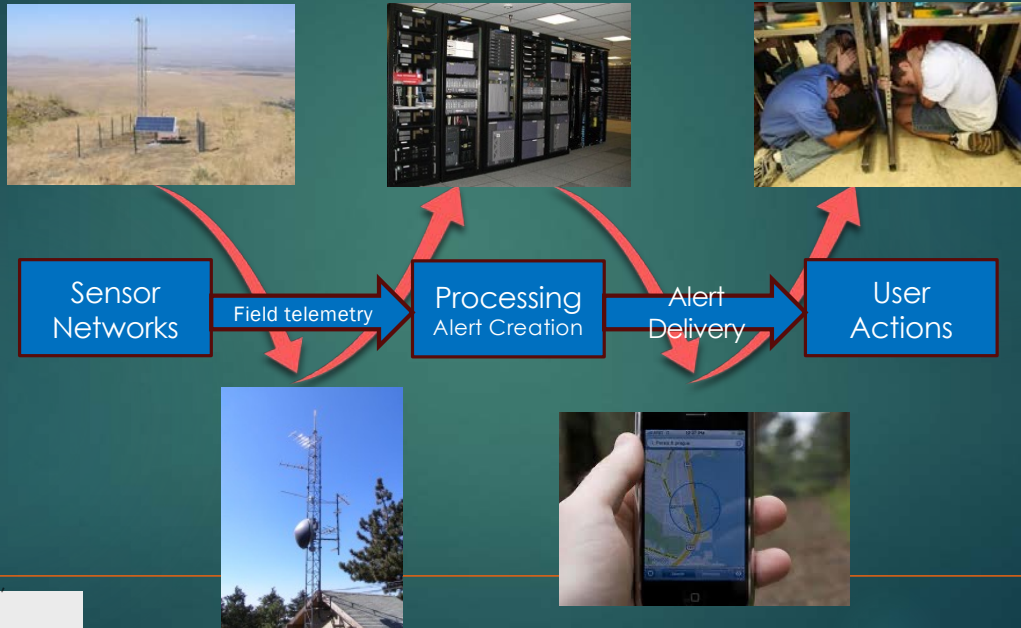 Sensor
Networks
Field telemetry
Processing
Alert Creation
Alert
Delivery
User
Actions